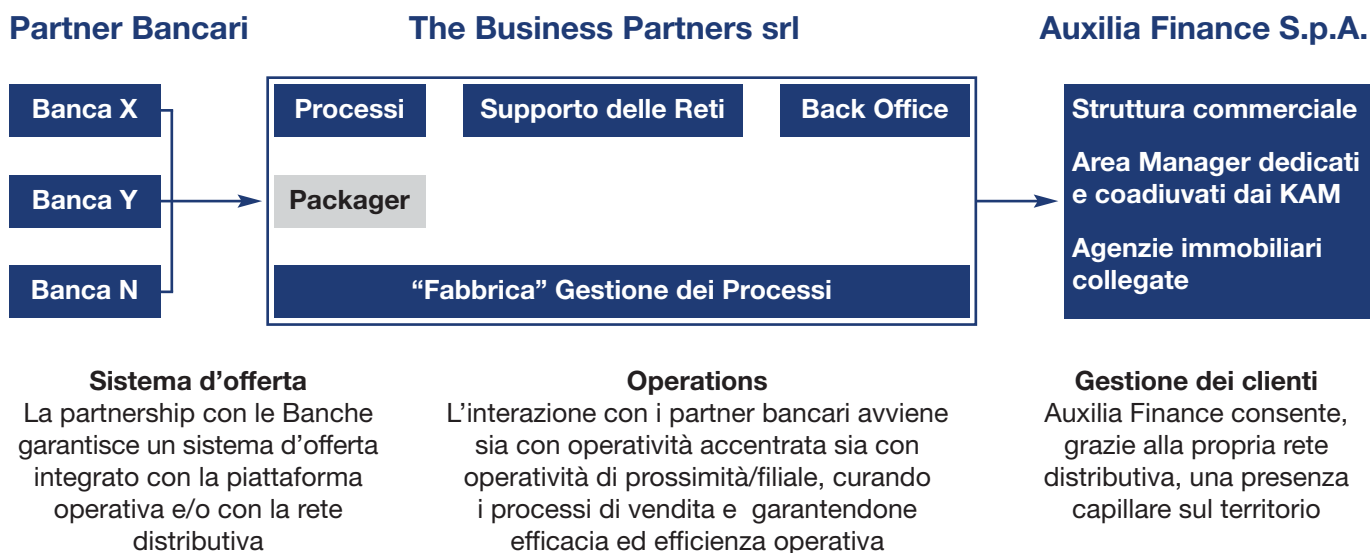 Partner Bancari
The Business Partners srl
Auxilia Finance S.p.A.
Banca X
Banca Y
Banca N
Processi
Supporto delle Reti
Back Office
Packager
“Fabbrica” Gestione dei Processi
Struttura commerciale
Area Manager dedicati
e coadiuvati dai KAM
Agenzie immobiliari
collegate
Sistema d’offerta
La partnership con le Banche
garantisce un sistema d’offerta
integrato con la piattaforma
operativa e/o con la rete
distributiva
Operations
L’interazione con i partner bancari avviene
sia con operatività accentrata sia con
operatività di prossimità/filiale, curando
i processi di vendita e garantendone
efficacia ed efficienza operativa
Gestione dei clienti
Auxilia Finance consente,
grazie alla propria rete
distributiva, una presenza
capillare sul territorio